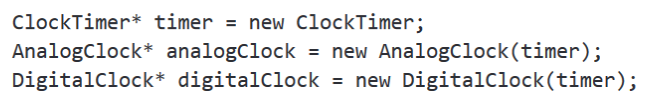 ClockTimer* timer = new ClockTimer;
AnalogClock* analogClock = new AnalogClock(timer);
DigitalClock* digitalClock = new DigitalClock(timer);